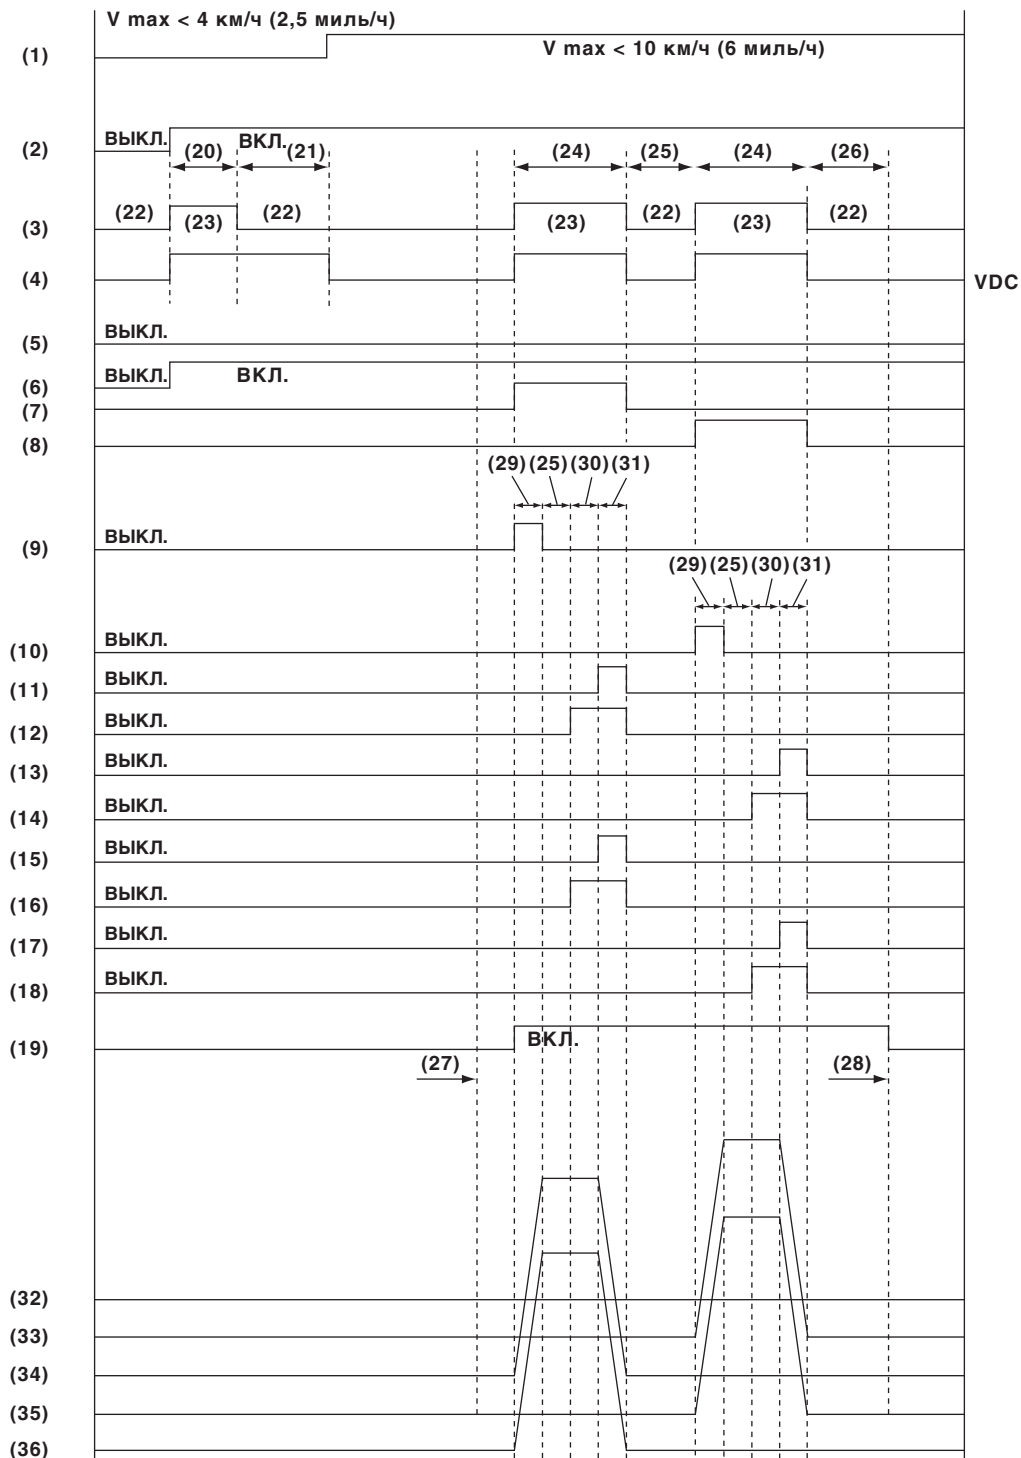 V max < 4 км/ч (2,5 миль/ч)
(1)
V max < 10 км/ч (6 миль/ч)
(2)
ВЫКЛ.
ВКЛ.
(20)
(21)
(24)
(25)
(24)
(26)
(3)
(22)
(23)
(22)
(23)
(22)
(23)
(22)
(4)
VDC
(5)
ВЫКЛ.
(6)
ВЫКЛ.
ВКЛ.
(7)
(8)
(29)(25)(30)(31)
(9)
ВЫКЛ.
(29)(25)(30)(31)
(10)
ВЫКЛ.
(11)
ВЫКЛ.
(12)
ВЫКЛ.
(13)
ВЫКЛ.
(14)
ВЫКЛ.
(15)
ВЫКЛ.
(16)
ВЫКЛ.
(17)
ВЫКЛ.
(18)
ВЫКЛ.
(19)
ВКЛ.
(27)
(28)
(32)
(33)
(34)
(35)
(36)